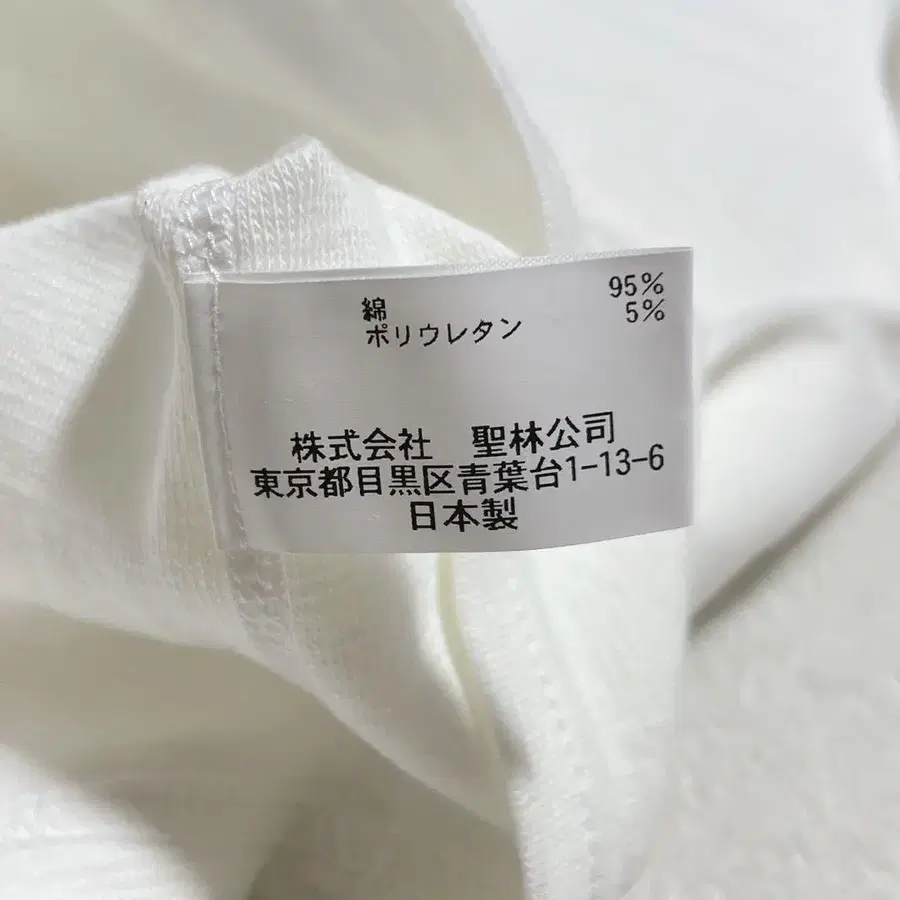 綿 95%
ポリウレタン 5%
株式会社 聖林公司
東京都目黒区青葉台1-13-6
日本製